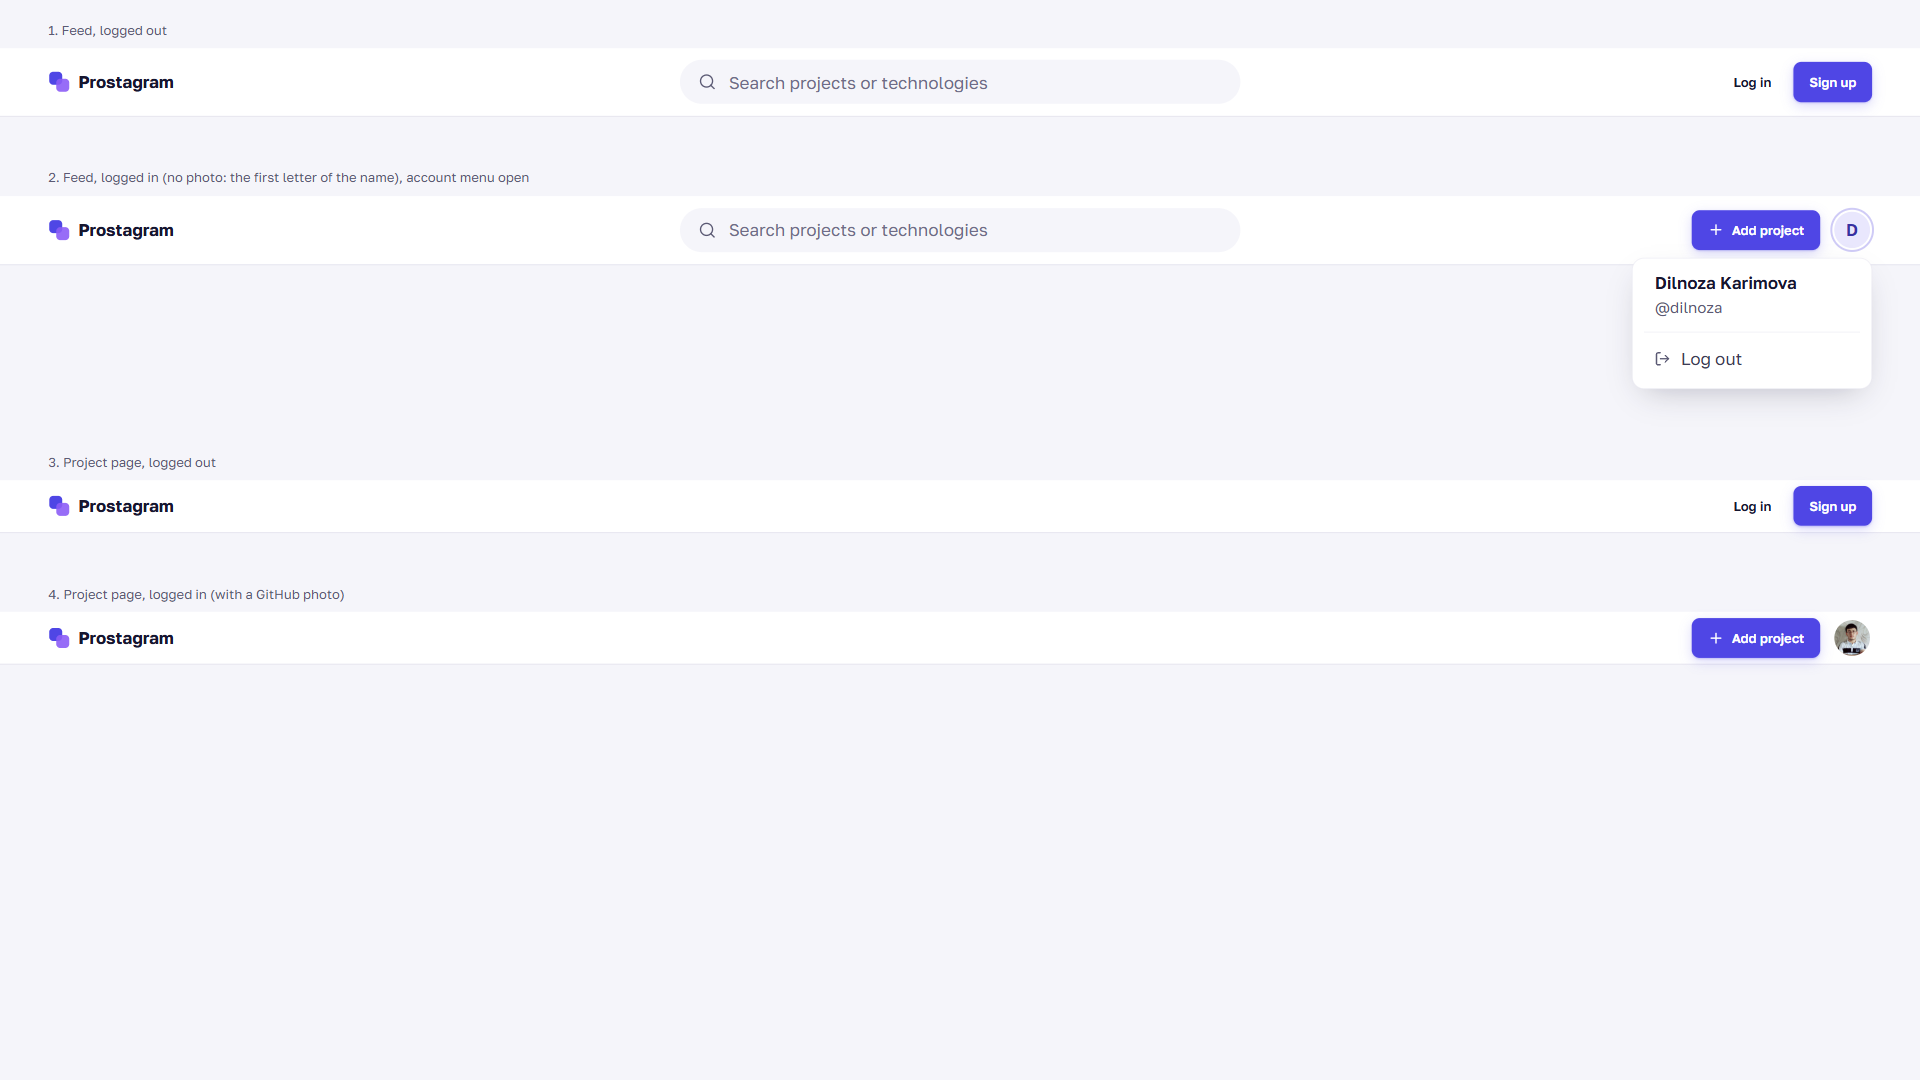 1. Feed, logged out
Prostagram
Search projects or technologies
Log in
Sign up
2. Feed, logged in (no photo: the first letter of the name), account menu open
Prostagram
Search projects or technologies
Add project
D
Dilnoza Karimova
@dilnoza
Log out
3. Project page, logged out
Prostagram
Log in
Sign up
4. Project page, logged in (with a GitHub photo)
Prostagram
Add project